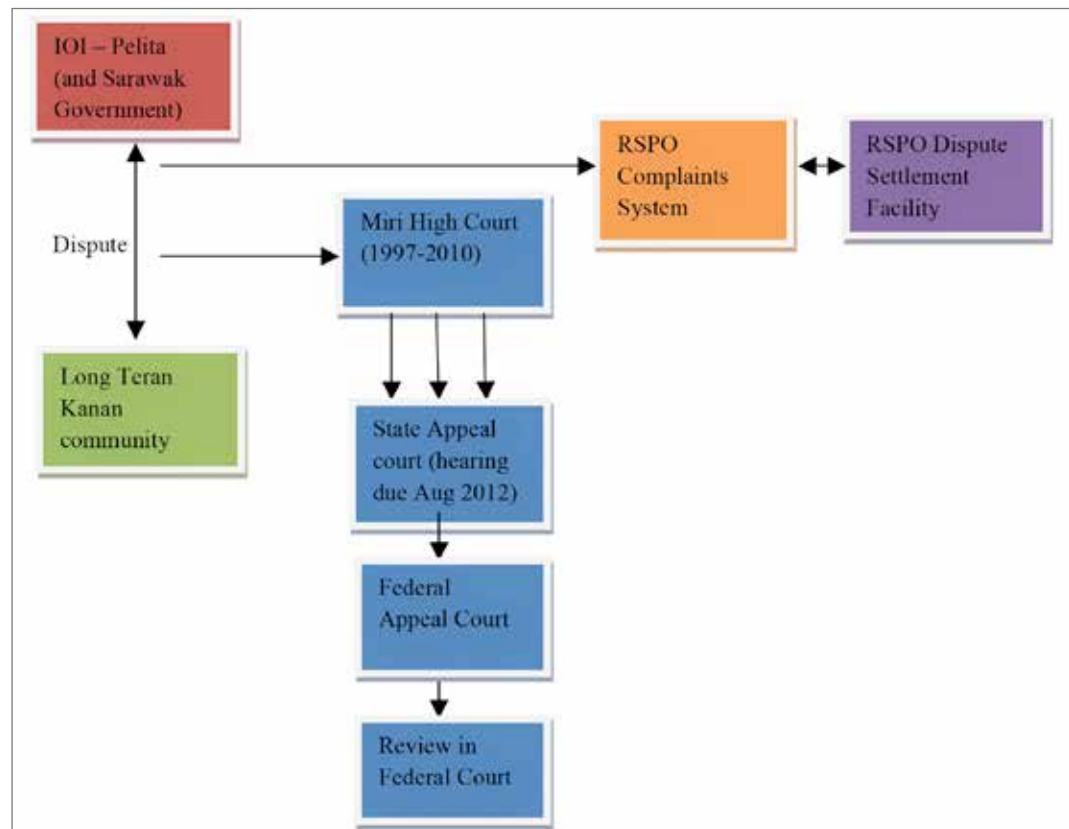 IOI – Pelita
(and Sarawak
Government)
RSPO
Complaints
System
RSPO Dispute
Settlement
Facility
Miri High Court
(1997-2010)
Dispute
Long Teran
Kanan
community
State Appeal
court (hearing
due Aug 2012)
Federal
Appeal Court
Review in
Federal Court